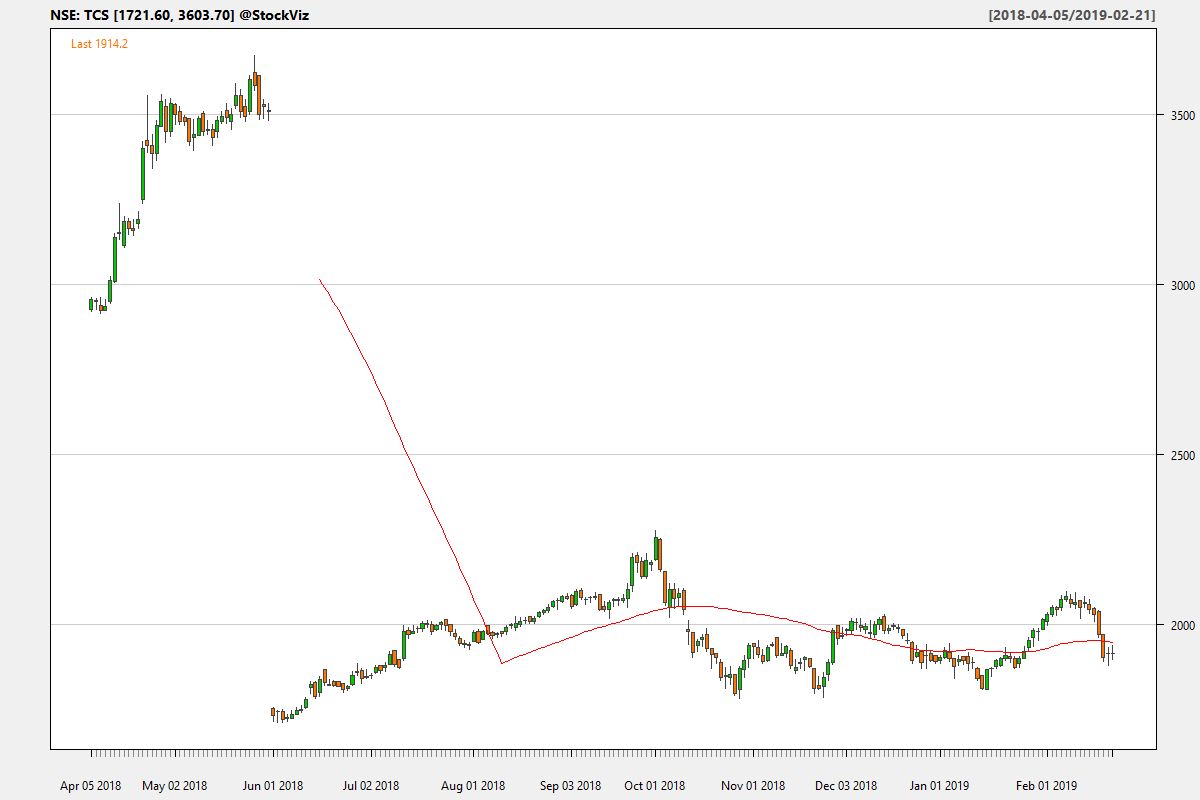 NSE: TCS [1721.60, 3603.70] @StockViz
[2018-04-05/2019-02-21]
Last 1914.2
3500
3000
2500
2000
Apr 05 2018 May 02 2018 Jun 01 2018 Jul 02 2018 Aug 01 2018 Sep 03 2018 Oct 01 2018 Nov 01 2018 Dec 03 2018 Jan 01 2019 Feb 01 2019